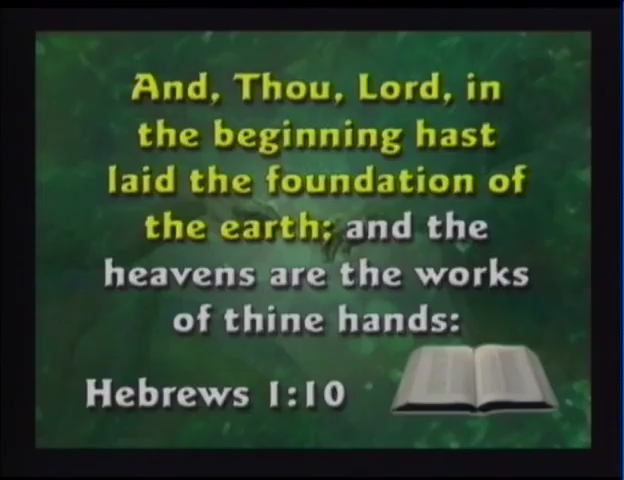 And, Thou, Lord, in
the beginning hast
laid the foundation of
the earth; and the
heavens are the works
of thine hands:
Hebrews 1:10